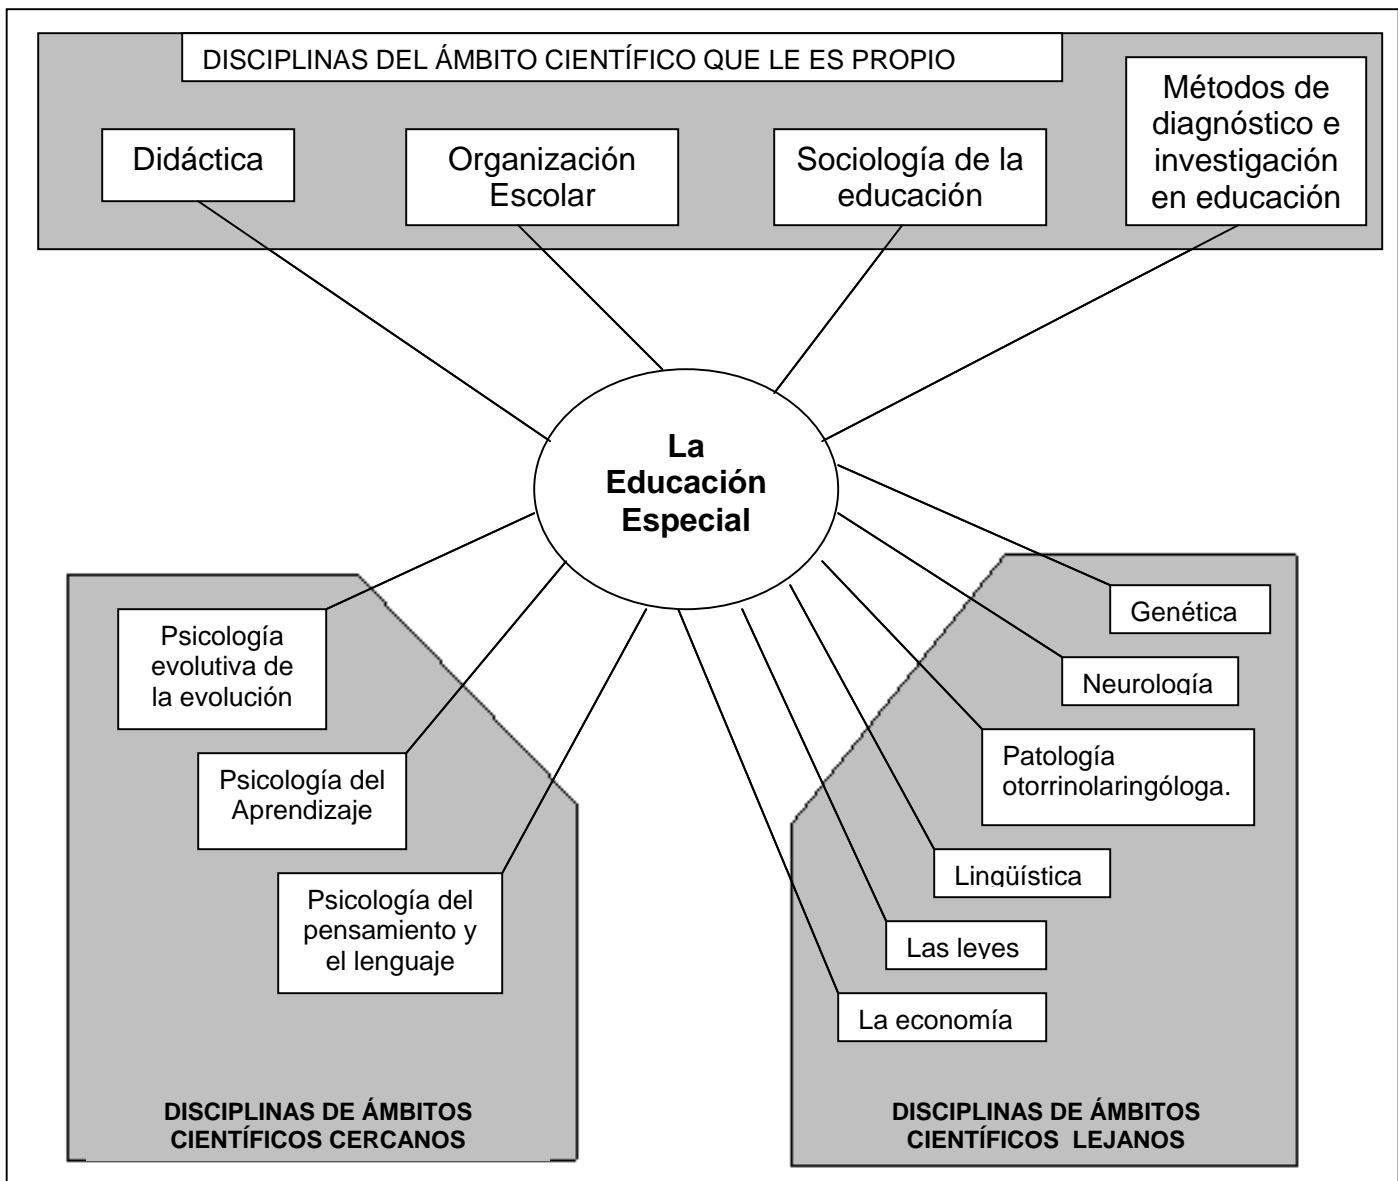 DISCIPLINAS DEL ÁMBITO CIENTÍFICO QUE LE ES PROPIO
Didáctica
Organización
Escolar
Sociología de la
educación
Métodos de
diagnóstico e
investigación
en educación
La
Educación
Especial
Psicología
evolutiva de
la evolución
Psicología del
Aprendizaje
Psicología del
pensamiento y
el lenguaje
DISCIPLINAS DE ÁMBITOS
CIENTÍFICOS CERCANOS
Genética
Neurología
Patología
otorrinolaringóloga.
Lingüística
Las leyes
La economía
DISCIPLINAS DE ÁMBITOS
CIENTÍFICOS LEJANOS